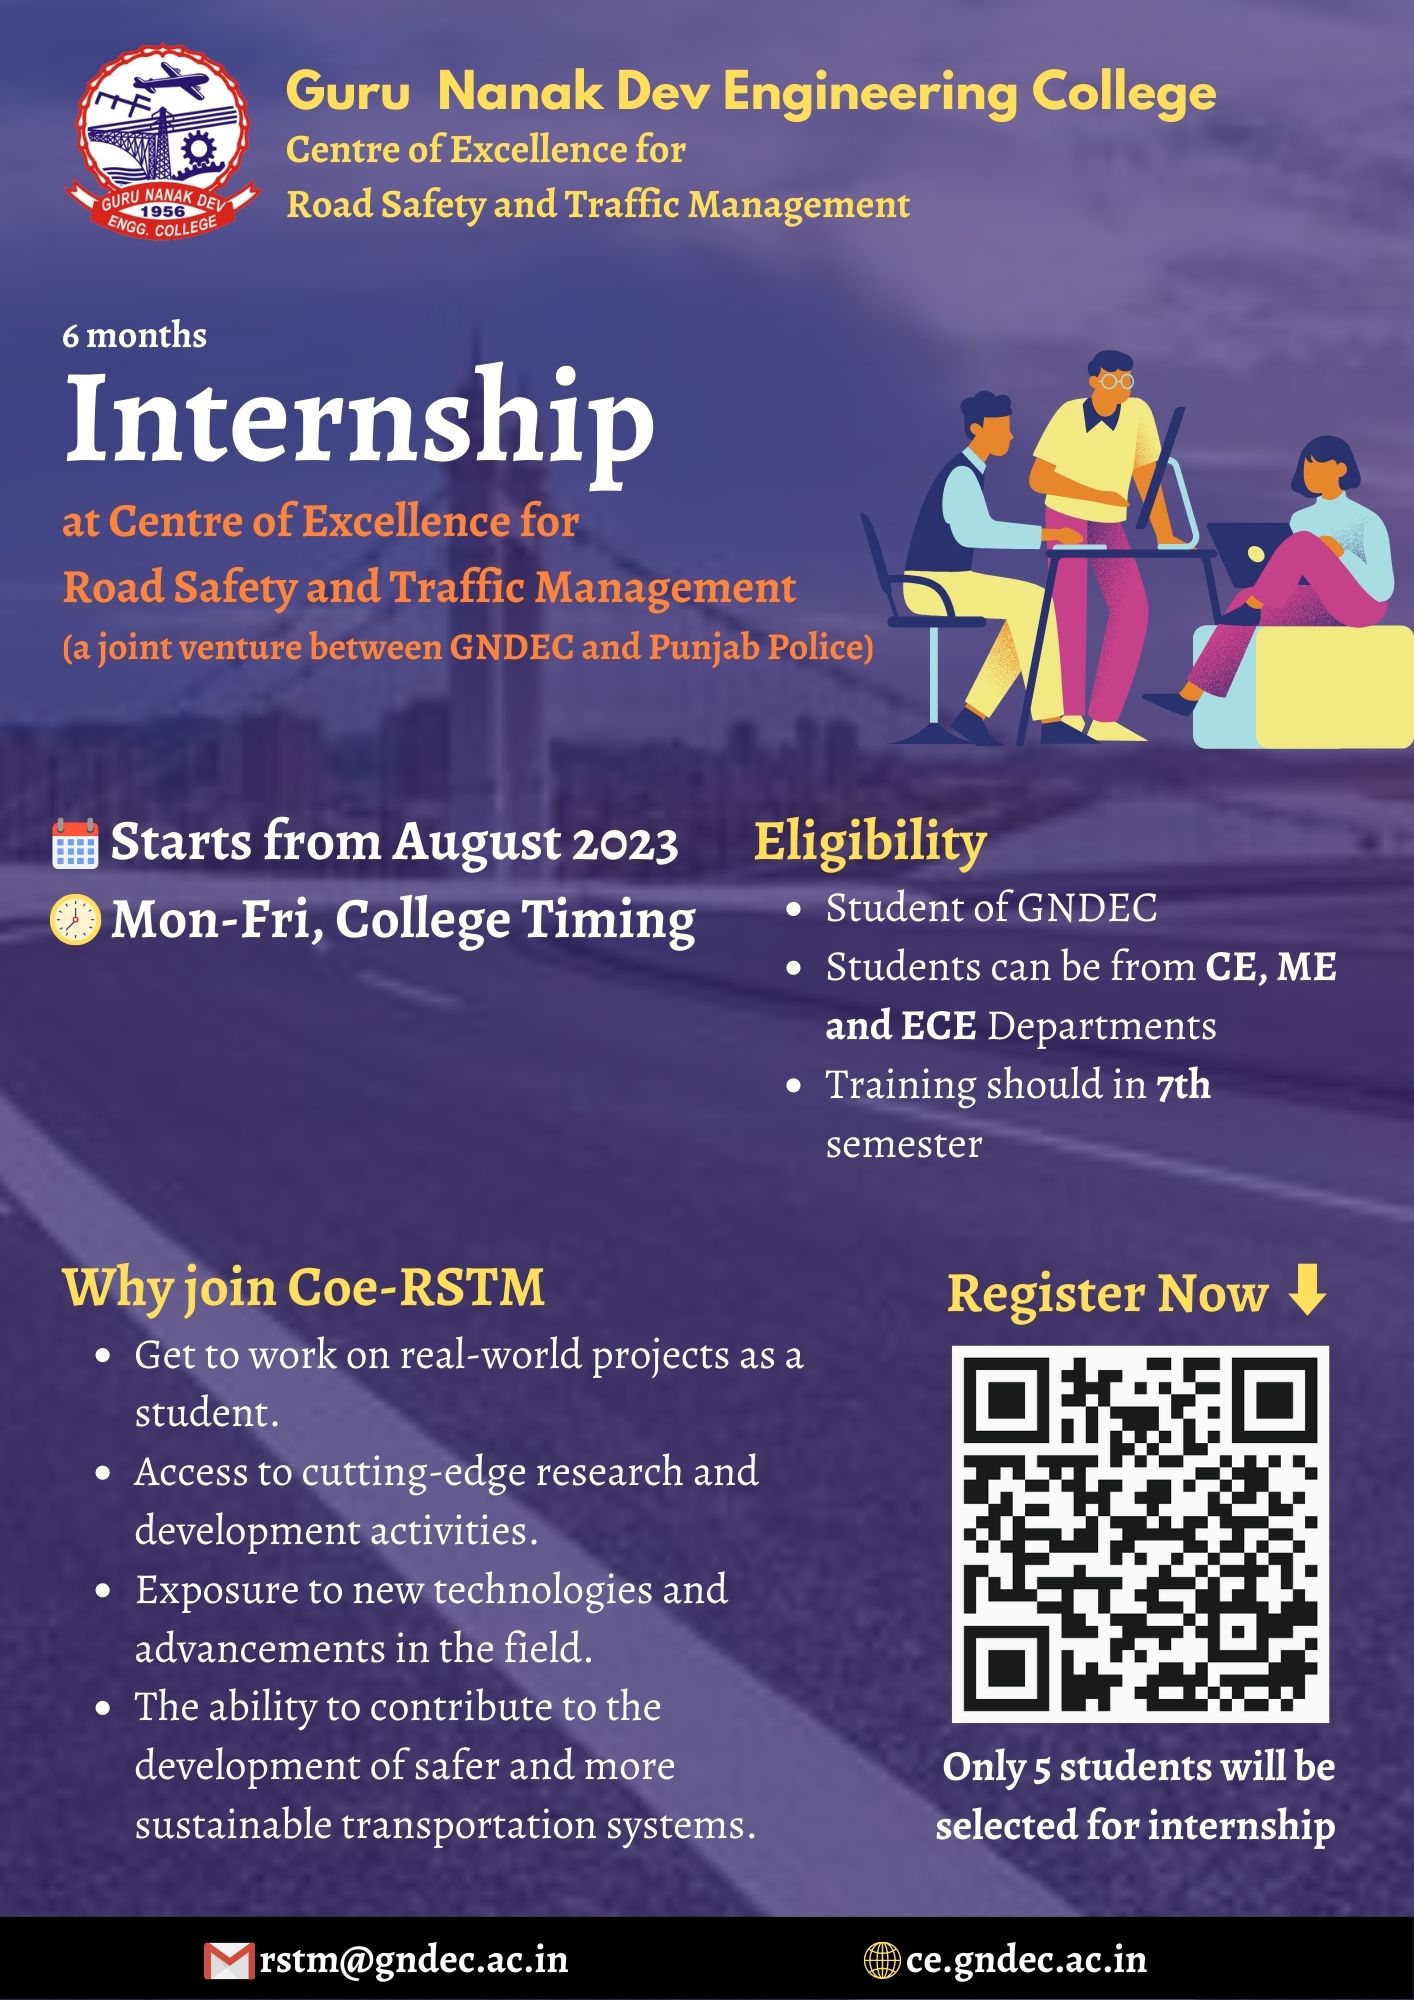 GURU NANAK DEV
1956
ENGG. COLLEGE
Guru Nanak Dev Engineering College
Centre of Excellence for
Road Safety and Traffic Management
6 months
Internship
at Centre of Excellence for
Road Safety and Traffic Management
(a joint venture between GNDEC and Punjab Police)
Starts from August 2023
Mon-Fri, College Timing
Eligibility
• Student of GNDEC
• Students can be from CE, ME
and ECE Departments
• Training should in 7th
semester
Why join Coe-RSTM
• Get to work on real-world projects as a
student.
• Access to cutting-edge research and
development activities.
• Exposure to new technologies and
advancements in the field.
• The ability to contribute to the
development of safer and more
sustainable transportation systems.
Register Now
Only 5 students will be
selected for internship
rstm@gndec.ac.in
ce.gndec.ac.in